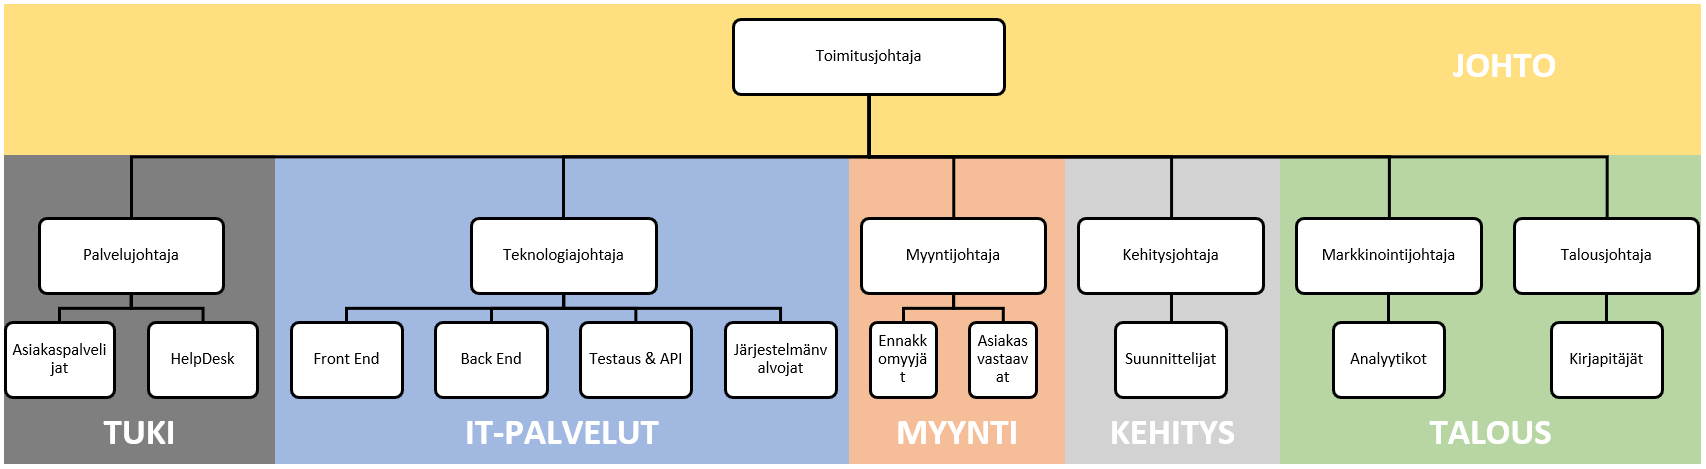 Toimitusjohtaja
JOHTO
Palvelujohtaja
Teknologiajohtaja
Myyntijohtaja
Kehitysjohtaja
Markkinointijohtaja
Talousjohtaja
Asiakaspalveli
jat
HelpDesk
Front End
Back End
Testaus & API
Järjestelmänv
alvojat
Ennakk
omyyjä
t
Asiakas
vastaav
at
Suunnittelijat
Analyytikot
Kirjapitäjät
TUKI
IT-PALVELUT
MYYNTI
KEHITYS
TALOUS